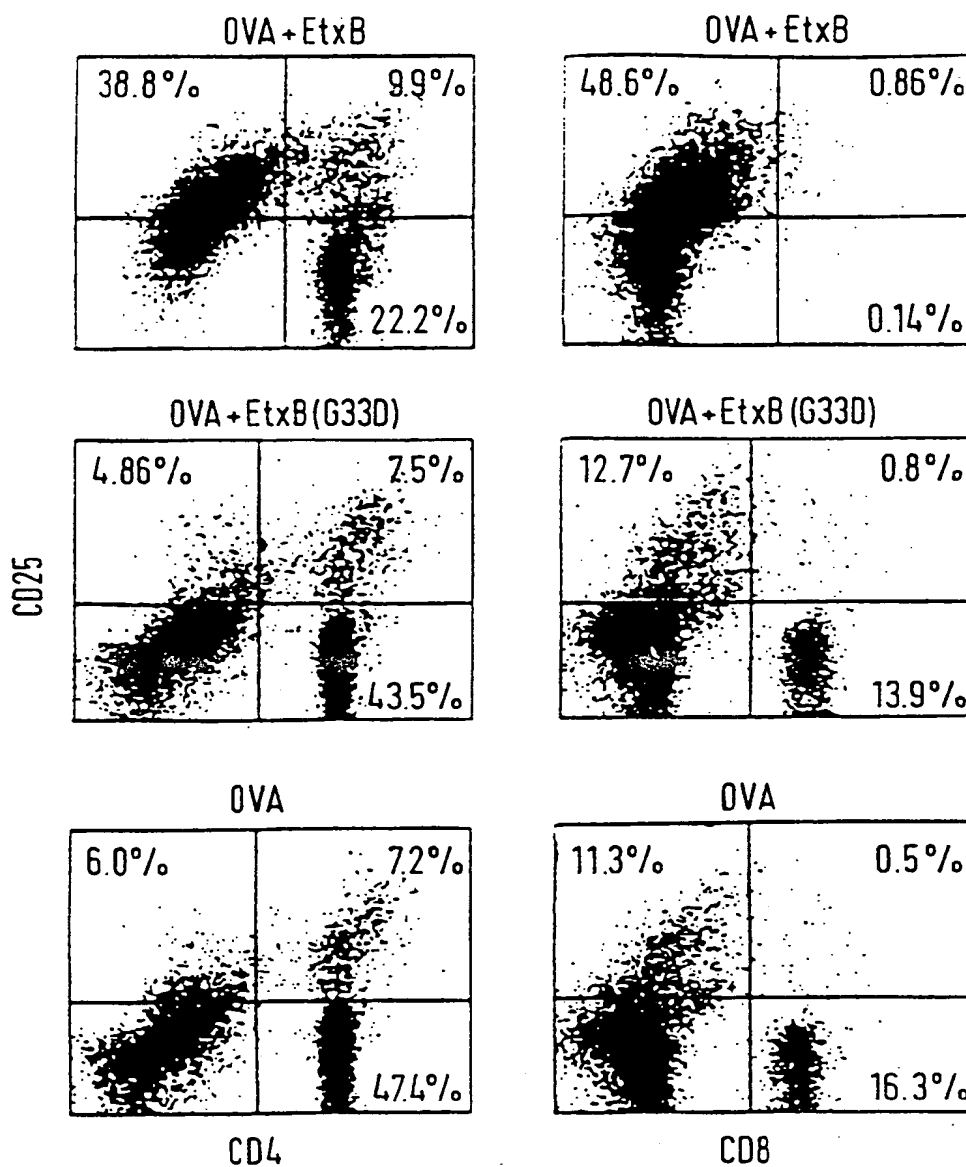 OVA + EtxB
38.8%
9.9%
22.2%
OVA + EtxB
48.6%
0.86%
0.14%
OVA + EtxB (G33D)
4.86%
7.5%
43.5%
OVA + EtxB (G33D)
12.7%
0.8%
13.9%
CD25
OVA
6.0%
7.2%
47.4%
OVA
11.3%
0.5%
16.3%
CD4
CD8